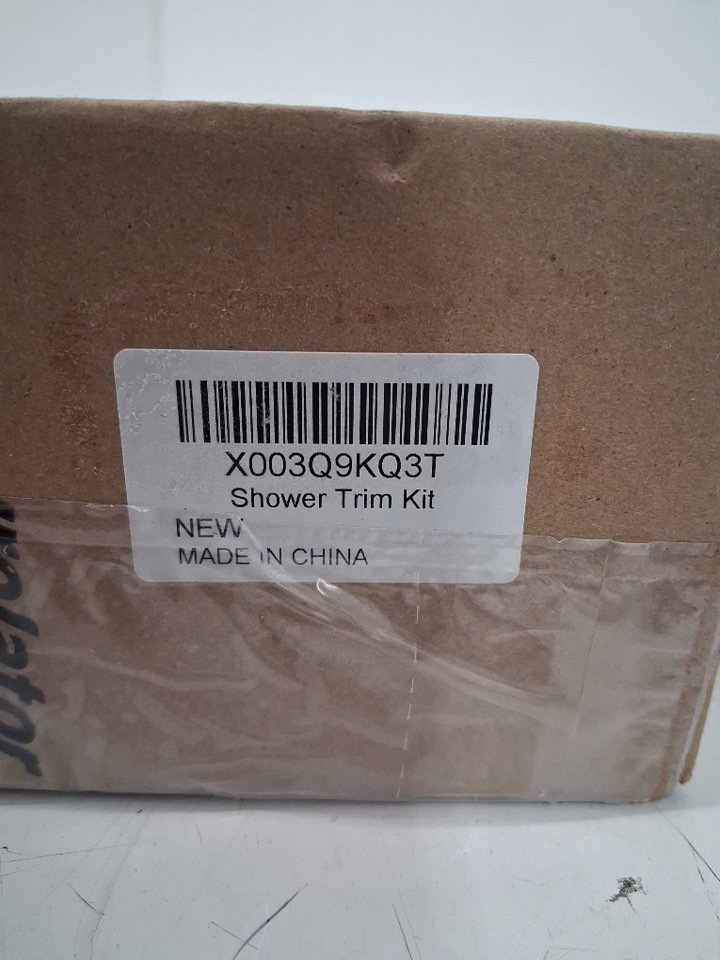 X003Q9KQ3T
Shower Trim Kit
NEW
MADE IN CHINA